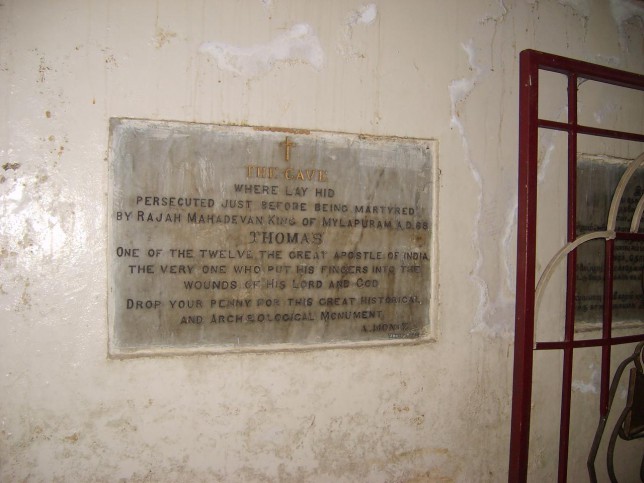 THE CAVE
WHERE LAY HID
PERSECUTED JUST BEFORE BEING MARTYRED
BY RAJAH MAHADEVAN KING OF MYLAPURAM A.D. 68
THOMAS
ONE OF THE TWELVE THE GREAT APOSTLE OF INDIA
THE VERY ONE WHO PUT HIS FINGERS INTO THE
WOUNDS OF HIS LORD AND GOD
DROP YOUR PENNY FOR THIS GREAT HISTORICAL
AND ARCHEOLOGICAL MONUMENT